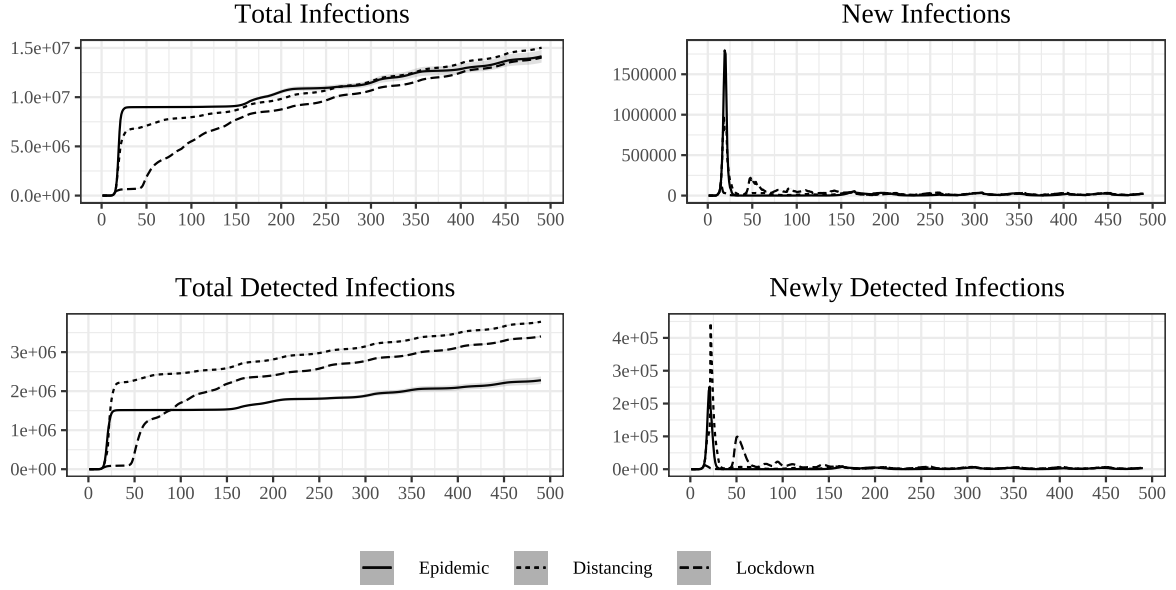 Total Infections
New Infections
1.5e+07
1.0e+07
5.0e+06
0.0e+00
0 50 100 150 200 250 300 350 400 450 500
1500000
1000000
500000
0
0 50 100 150 200 250 300 350 400 450 500
Total Detected Infections
Newly Detected Infections
3e+06
2e+06
1e+06
0e+00
0 50 100 150 200 250 300 350 400 450 500
4e+05
3e+05
2e+05
1e+05
0e+00
0 50 100 150 200 250 300 350 400 450 500
Epidemic Distancing Lockdown